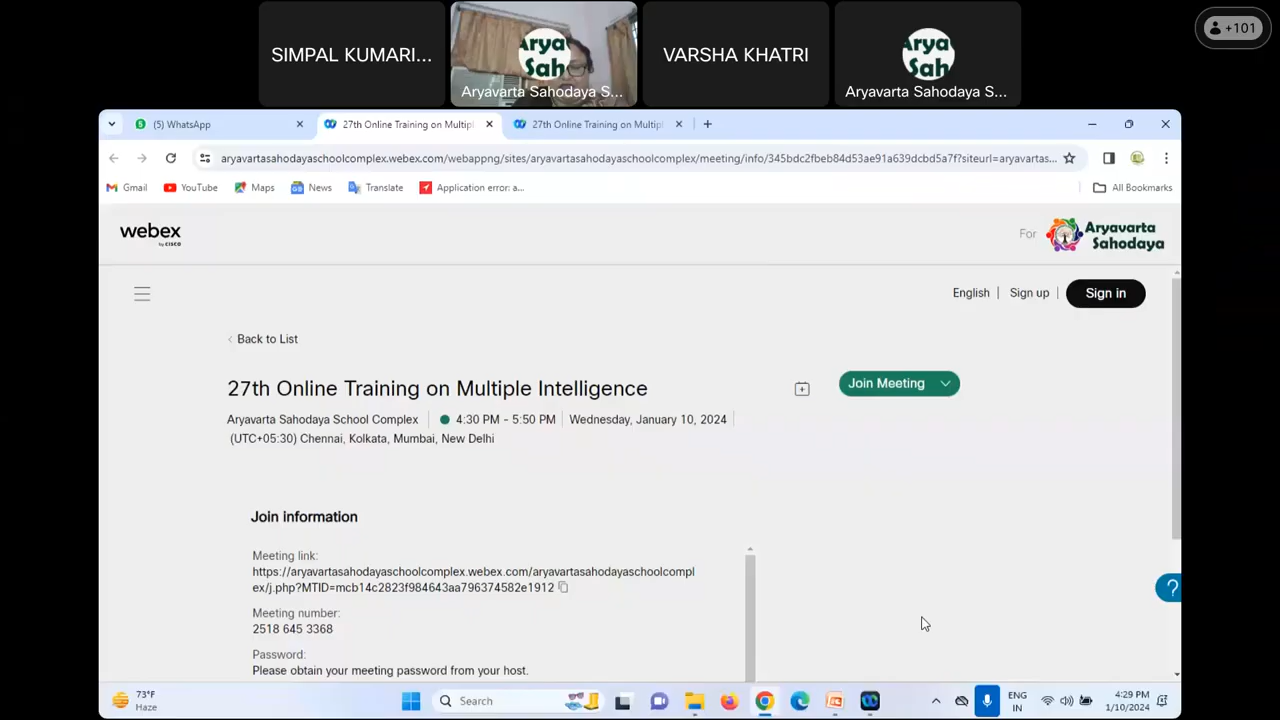 SIMPAL KUMARI...
Arya
Sah
Aryavarta Sahodaya S...
VARSHA KHATRI
Arya
Sah
Aryavarta Sahodaya S...
+101
(5) WhatsApp
27th Online Training on Multipl
27th Online Training on Multipl
aryavartasahodayaschoolcomplex.webex.com/webappng/sites/aryavartasahodayaschoolcomplex/meeting/info/345bdc2fbeb84d53ae91a639dcbd5a7f?siteurl=aryavartas...
Gmail
YouTube
Maps
News
Translate
Application error: a...
All Bookmarks
webex
by CISCO
For
Aryavarta
Sahodaya
English
Sign up
Sign in
Back to List
27th Online Training on Multiple Intelligence
Join Meeting
Aryavarta Sahodaya School Complex
4:30 PM - 5:50 PM
Wednesday, January 10, 2024
(UTC+05:30) Chennai, Kolkata, Mumbai, New Delhi
Join information
Meeting link:
https://aryavartasahodayaschoolcomplex.webex.com/aryavartasahodayaschoolcompl
ex/j.php?MTID=mcb14c2823f984643aa796374582e1912
Meeting number:
2518 645 3368
Password:
Please obtain your meeting password from your host.
?
73°F
Haze
Search
ENG
IN
4:29 PM
1/10/2024